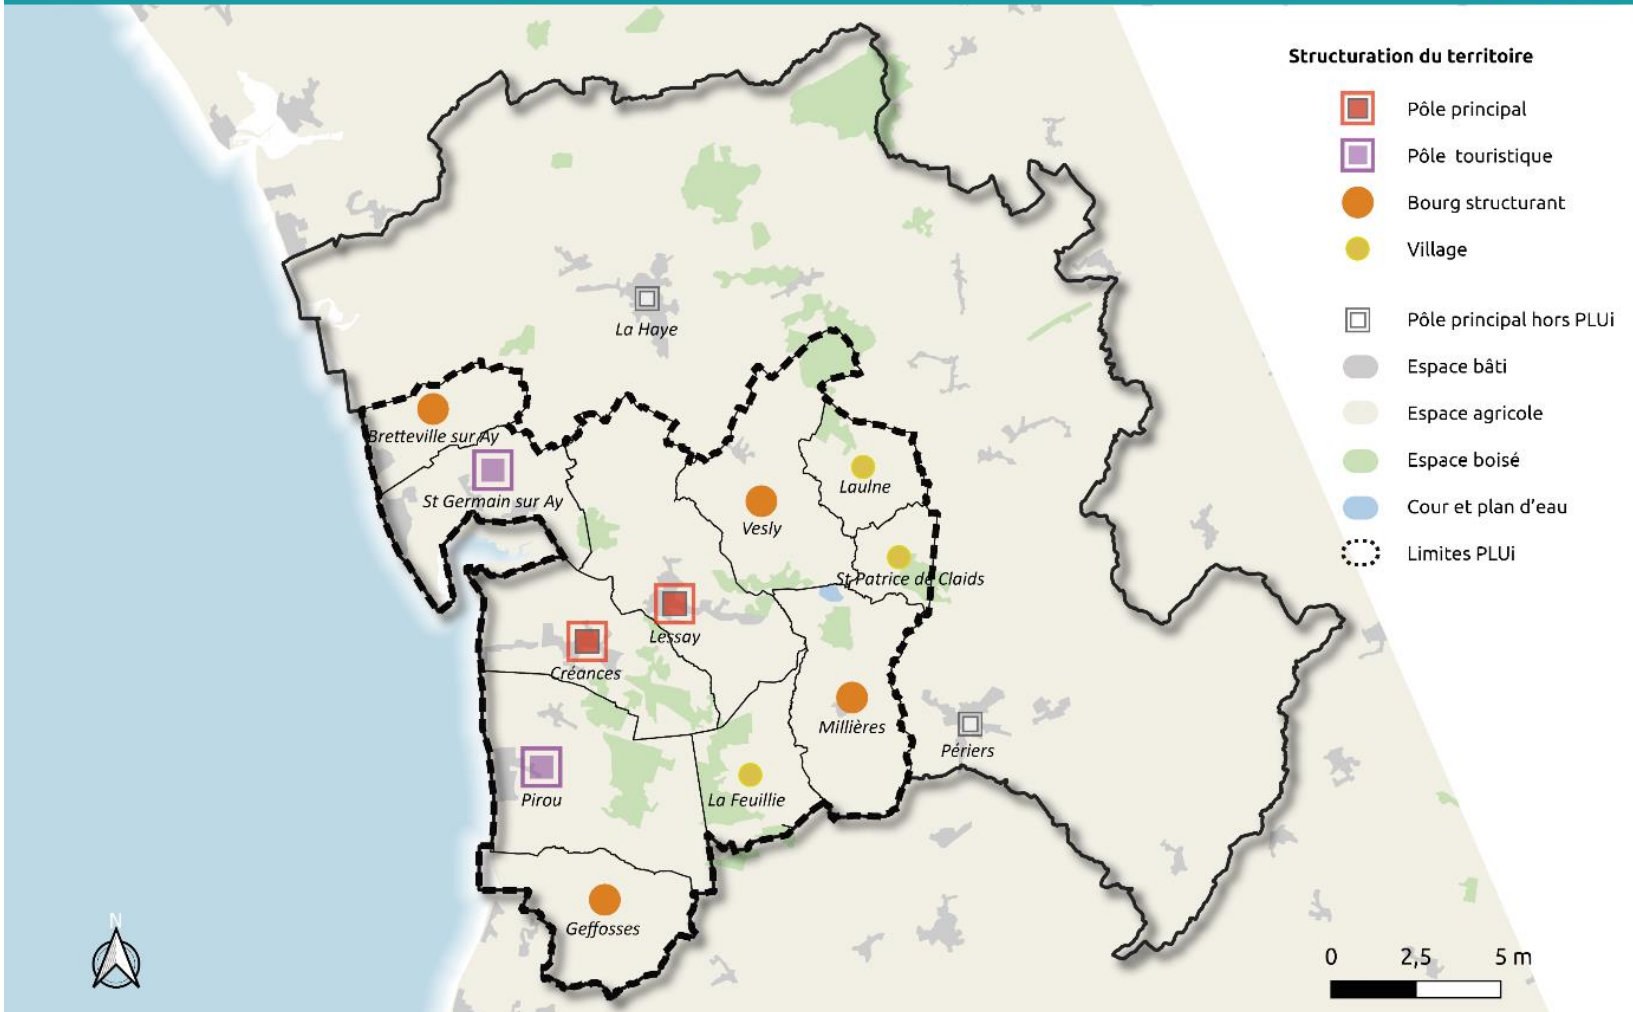 Structuration du territoire
Pôle principal
Pôle touristique
Bourg structurant
Village
Pôle principal hors PLUi
Espace bâti
Espace agricole
Espace boisé
Cour et plan d'eau
Limites PLUi
La Haye
Bretteville sur Ay
St Germain sur Ay
Laulne
Vesly
St Patrice de Claids
Lessay
Créances
Millières
Périers
Pirou
La Feuillie
Geffosses
N
0 2,5 5 m